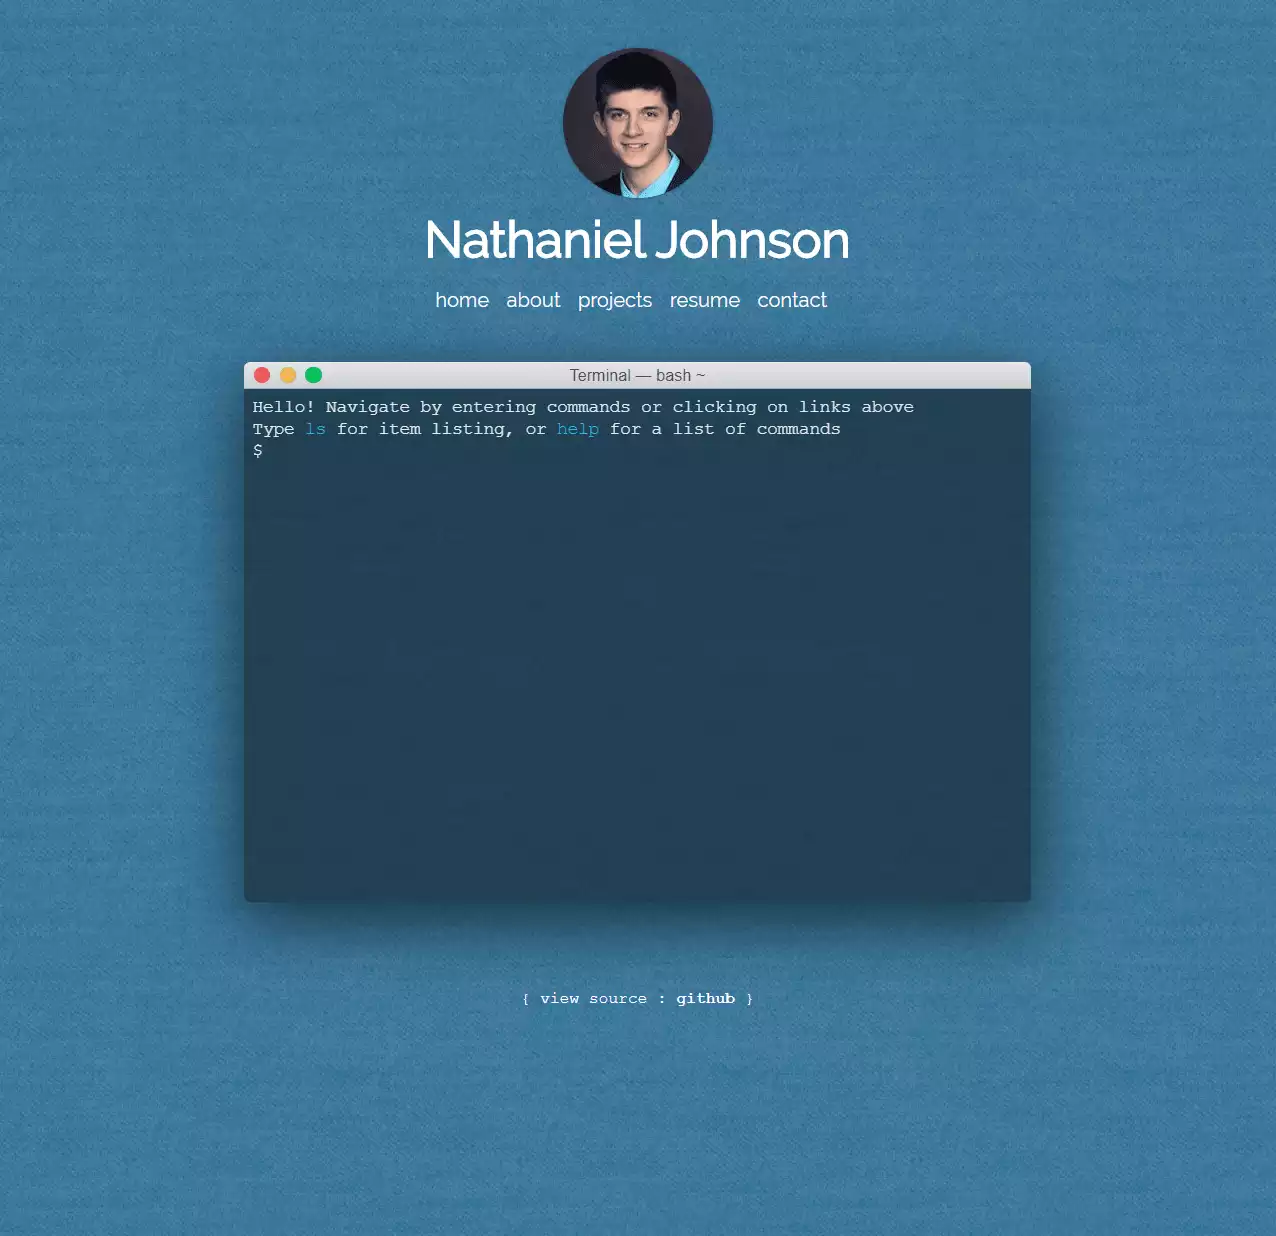 Nathaniel Johnson
home about projects resume contact
Terminal — bash ~
Hello! Navigate by entering commands or clicking on links above
Type ls for item listing, or help for a list of commands
$
{ view source : github }